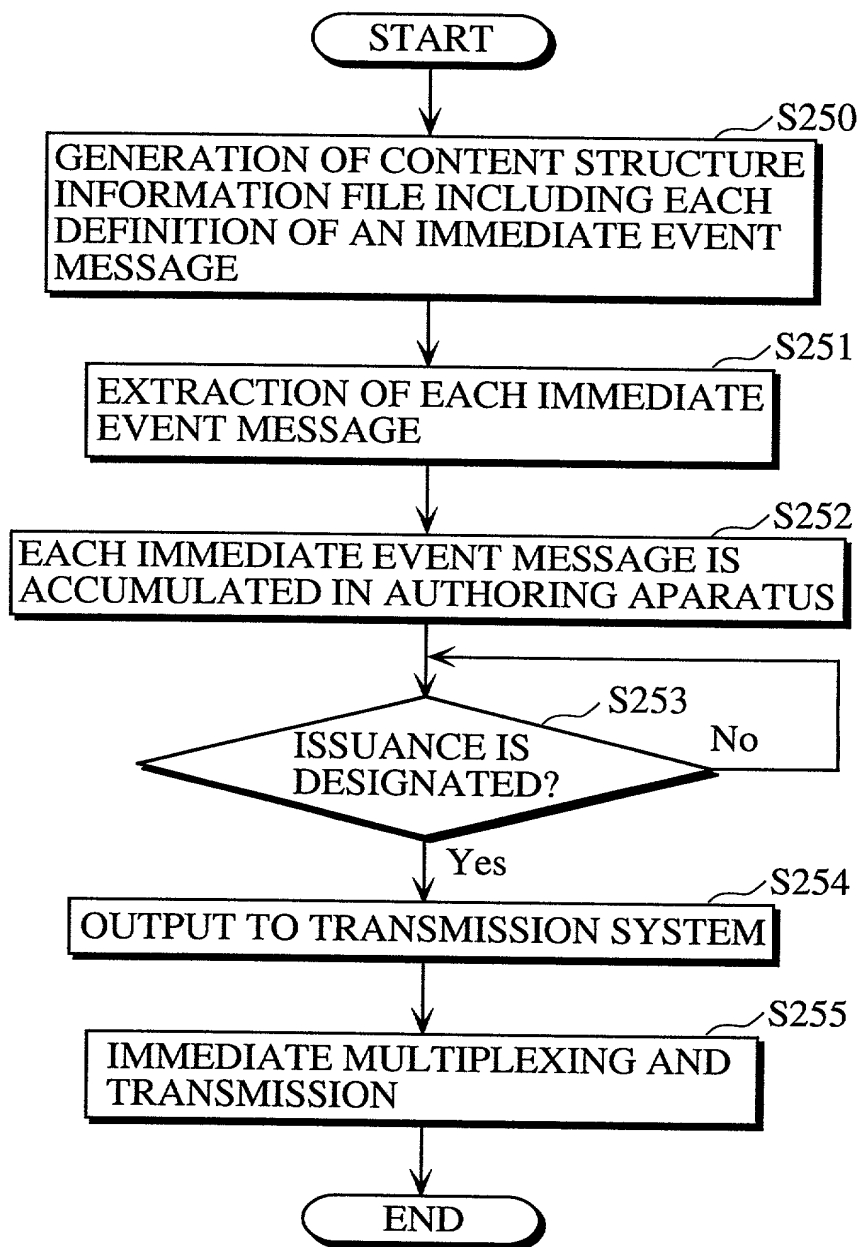 START
S250
GENERATION OF CONTENT STRUCTURE
INFORMATION FILE INCLUDING EACH
DEFINITION OF AN IMMEDIATE EVENT
MESSAGE
S251
EXTRACTION OF EACH IMMEDIATE
EVENT MESSAGE
S252
EACH IMMEDIATE EVENT MESSAGE IS
ACCUMULATED IN AUTHORING APARATUS
S253
ISSUANCE IS
DESIGNATED?
No
Yes
S254
OUTPUT TO TRANSMISSION SYSTEM
S255
IMMEDIATE MULTIPLEXING AND
TRANSMISSION
END